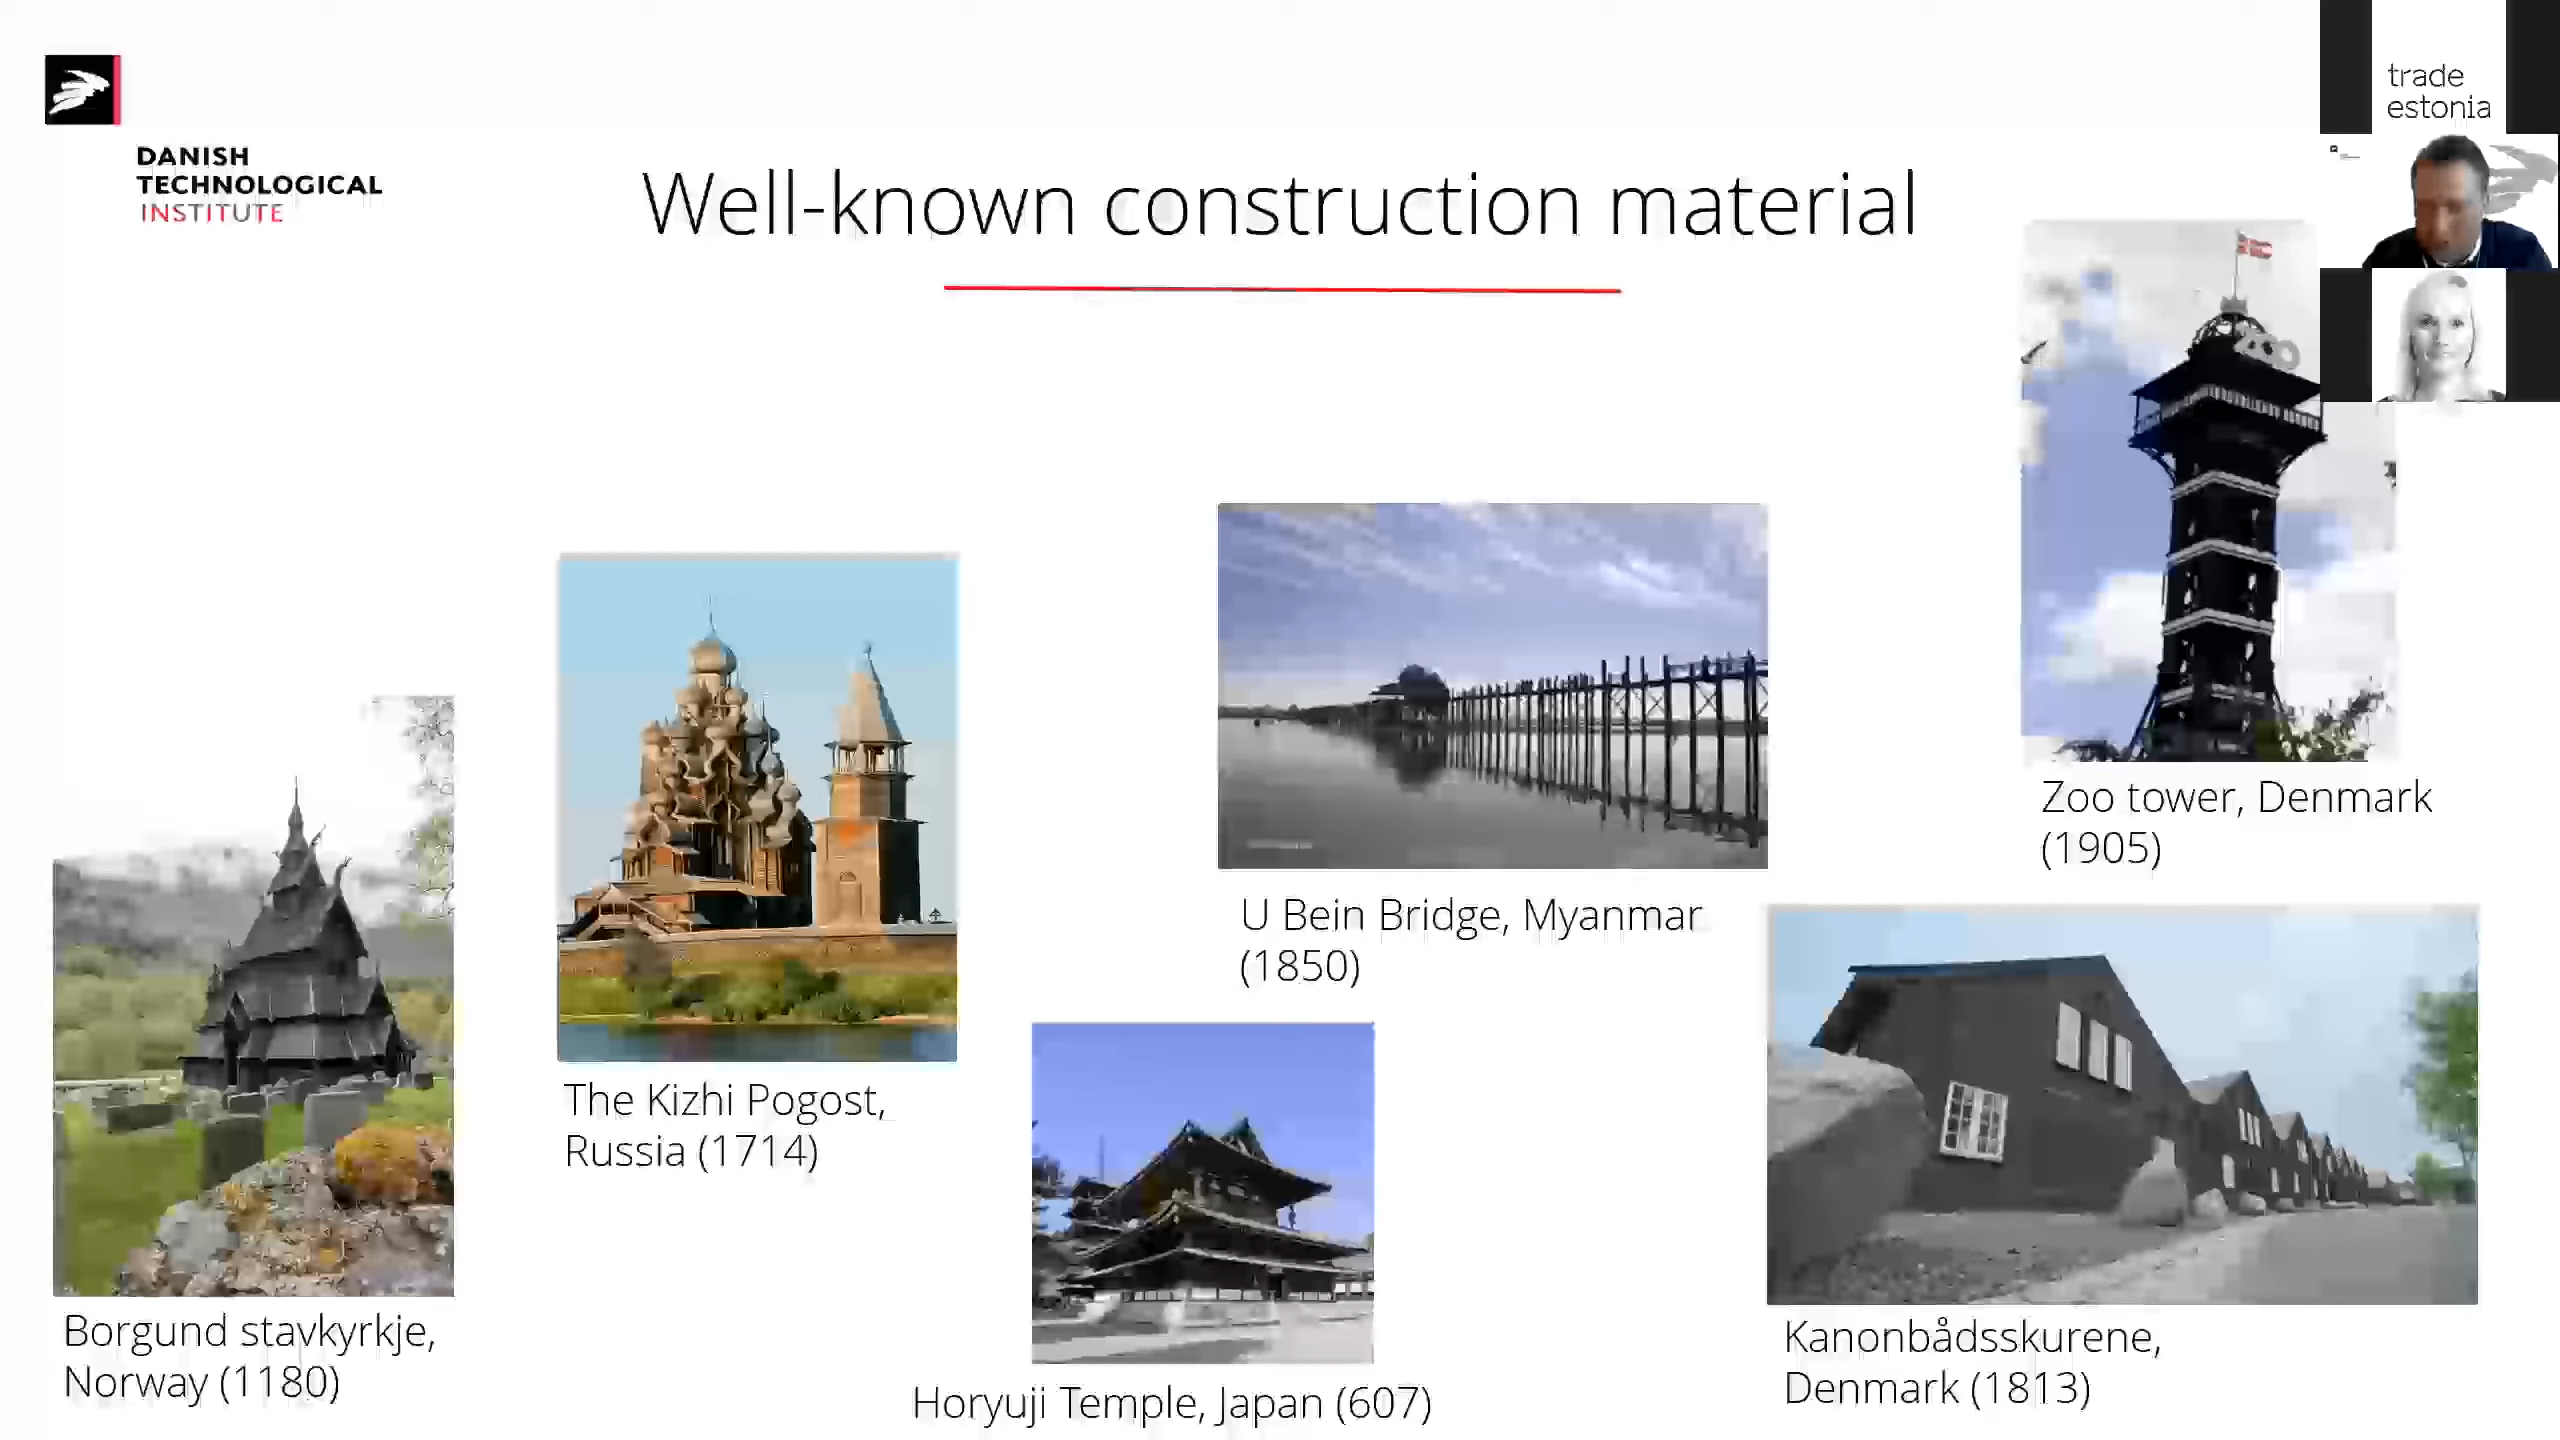 DANISH
TECHNOLOGICAL
INSTITUTE
trade
estonia
Well-known construction material
ZOO
Zoo tower, Denmark
(1905)
U Bein Bridge, Myanmar
(1850)
The Kizhi Pogost,
Russia (1714)
Borgund stavkyrkje,
Norway (1180)
Horyuji Temple, Japan (607)
Kanonbådsskurene,
Denmark (1813)